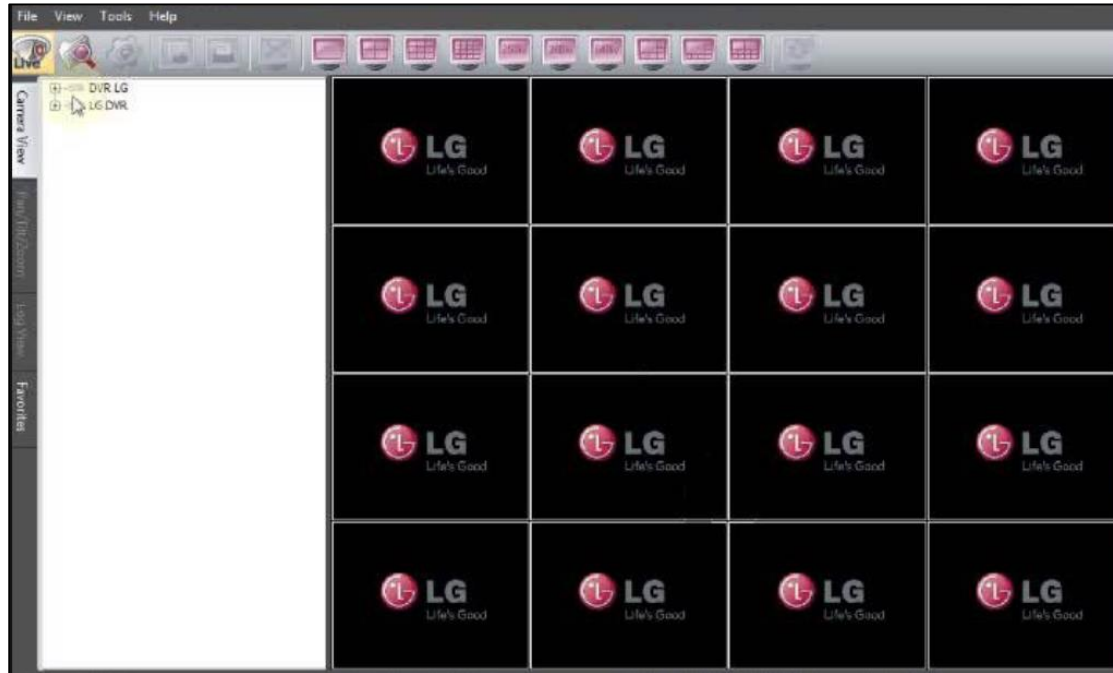 File View Tools Help
Live
DVR LG
LG DVR
Camera View
Pan/Tilt/Zoom
Log View
Favorites
LG LG LG LG
Life's Good Life's Good Life's Good Life's Good
LG LG LG LG
Life's Good Life's Good Life's Good Life's Good
LG LG LG LG
Life's Good Life's Good Life's Good Life's Good
LG LG LG LG
Life's Good Life's Good Life's Good Life's Good